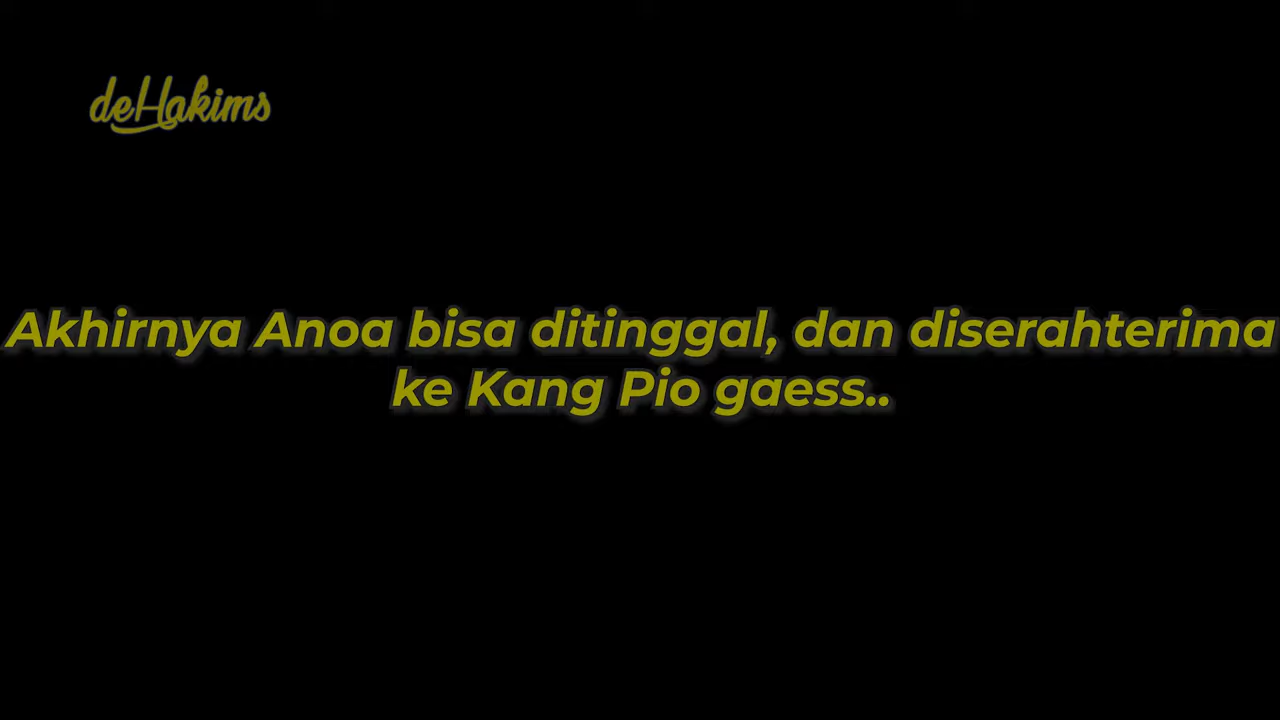 deHakims
Akhirnya Anoa bisa ditinggal, dan diserahterima
ke Kang Pio gaess..